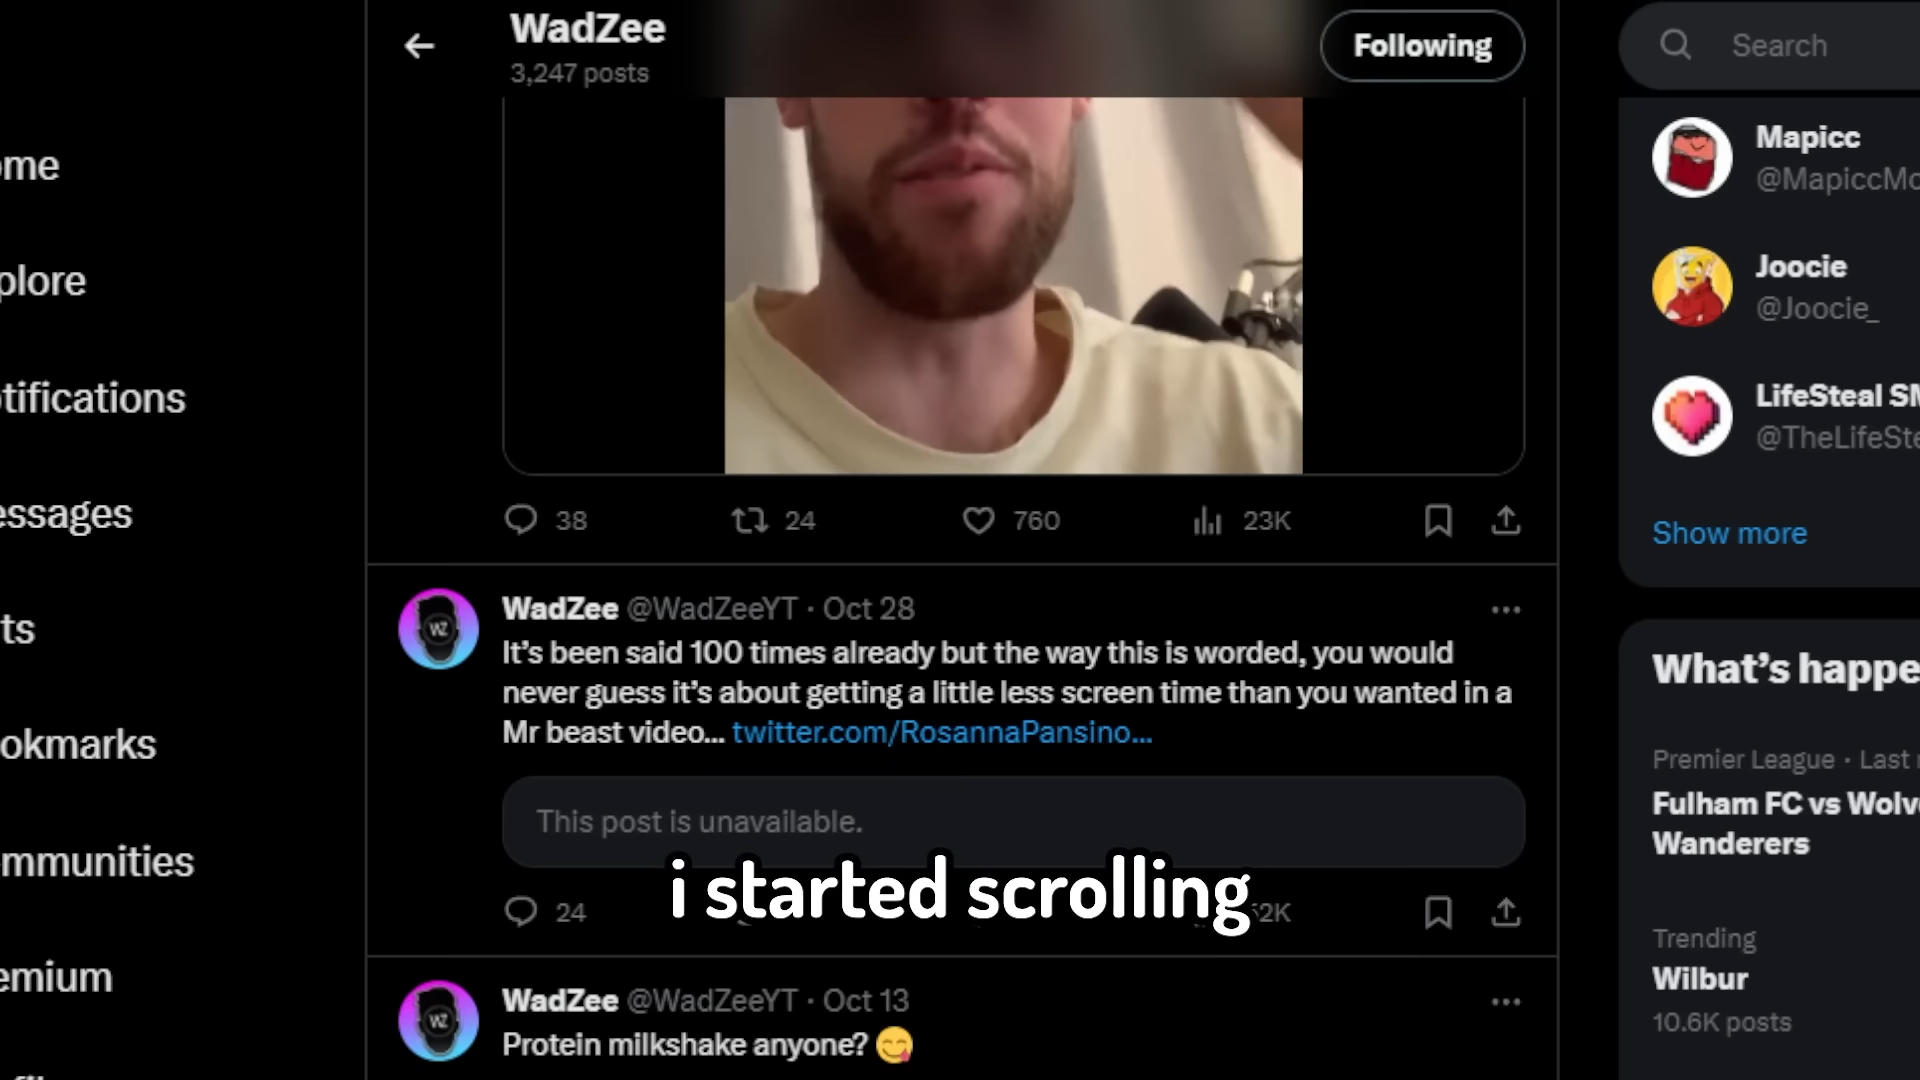 WadZee
3,247 posts
Following
Search
ome
plore
tifications
essages
ts
okmarks
mmunities
emium
38
24
760
23K
WadZee @WadZeeYT · Oct 28
It’s been said 100 times already but the way this is worded, you would
never guess it’s about getting a little less screen time than you wanted in a
Mr beast video... twitter.com/RosannaPansino...
This post is unavailable.
24
2K
i started scrolling
WadZee @WadZeeYT · Oct 13
Protein milkshake anyone? 😋
Mapicc
@MapiccMo
Joocie
@Joocie_
LifeSteal SM
@TheLifeSte
Show more
What’s happe
Premier League · Last
Fulham FC vs Wolv
Wanderers
Trending
Wilbur
10.6K posts